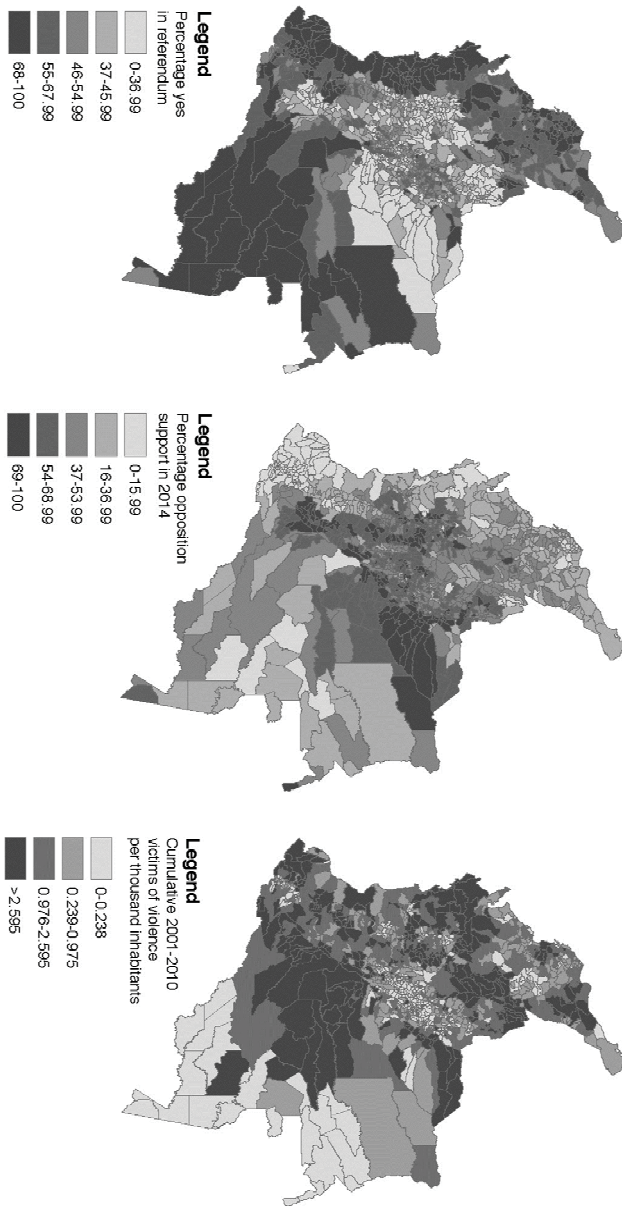 Legend
Percentage yes
in referendum
0-36.99
37-45.99
46-54.99
55-67.99
68-100
Legend
Percentage opposition
support in 2014
0-15.99
16-36.99
37-53.99
54-68.99
69-100
Legend
Cumulative 2001-2010
victims of violence
per thousand inhabitants
0-0.238
0.239-0.975
0.976-2.595
>2.595